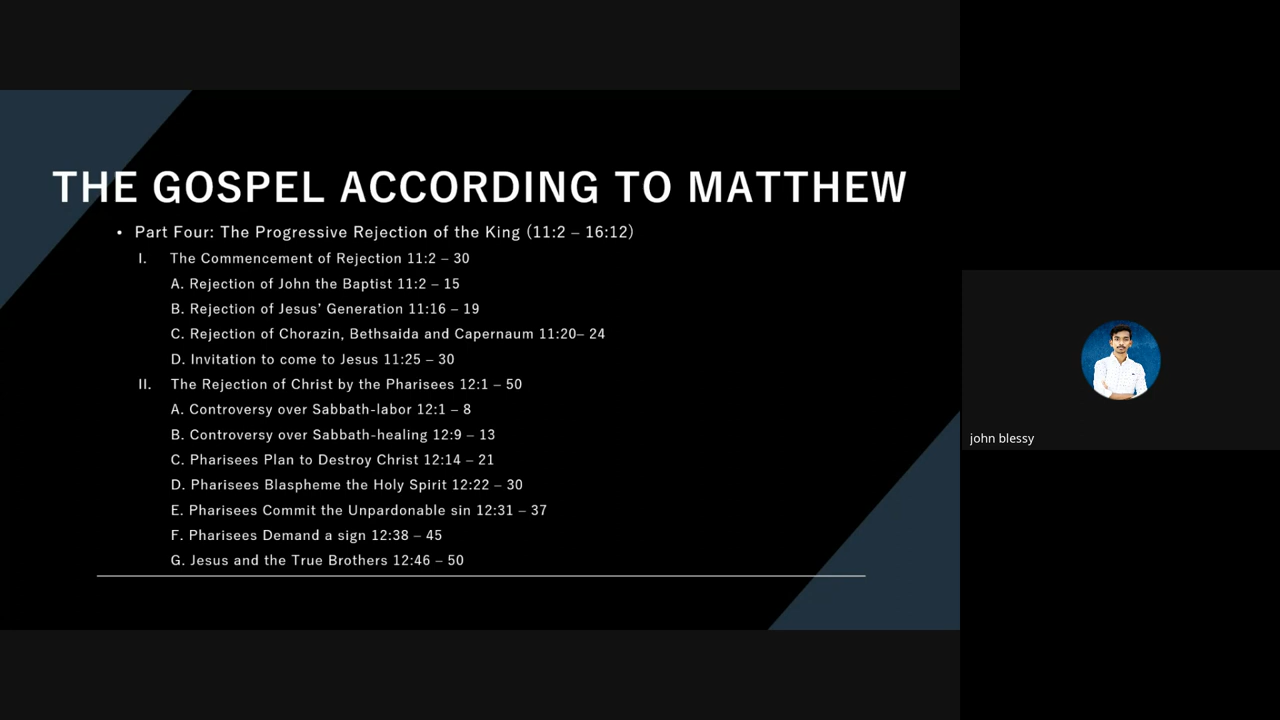 THE GOSPEL ACCORDING TO MATTHEW
• Part Four: The Progressive Rejection of the King (11:2 – 16:12)
I. The Commencement of Rejection 11:2 – 30
A. Rejection of John the Baptist 11:2 – 15
B. Rejection of Jesus’ Generation 11:16 – 19
C. Rejection of Chorazin, Bethsaida and Capernaum 11:20– 24
D. Invitation to come to Jesus 11:25 – 30
II. The Rejection of Christ by the Pharisees 12:1 – 50
A. Controversy over Sabbath-labor 12:1 – 8
B. Controversy over Sabbath-healing 12:9 – 13
C. Pharisees Plan to Destroy Christ 12:14 – 21
D. Pharisees Blaspheme the Holy Spirit 12:22 – 30
E. Pharisees Commit the Unpardonable sin 12:31 – 37
F. Pharisees Demand a sign 12:38 – 45
G. Jesus and the True Brothers 12:46 – 50
john blessy